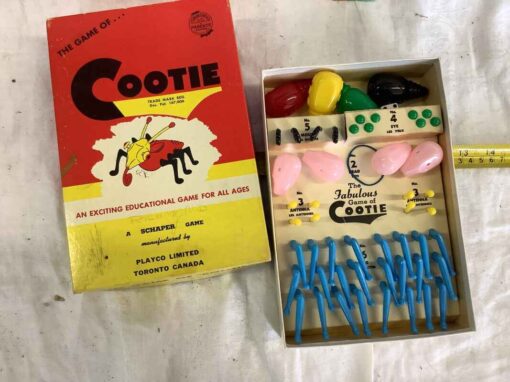 THE GAME OF...
COOTIE
TRADE MARK REG.
AN EXCITING EDUCATIONAL GAME FOR ALL AGES
A SCHAPER GAME
manufactured by
PLAYCO LIMITED
TORONTO CANADA
No.
5
No.
4
EYE
No.
2
HEAD
The
Fabulous
Game of
COOTIE
No.
3
ANTENNA
No.
3
ANTENNA